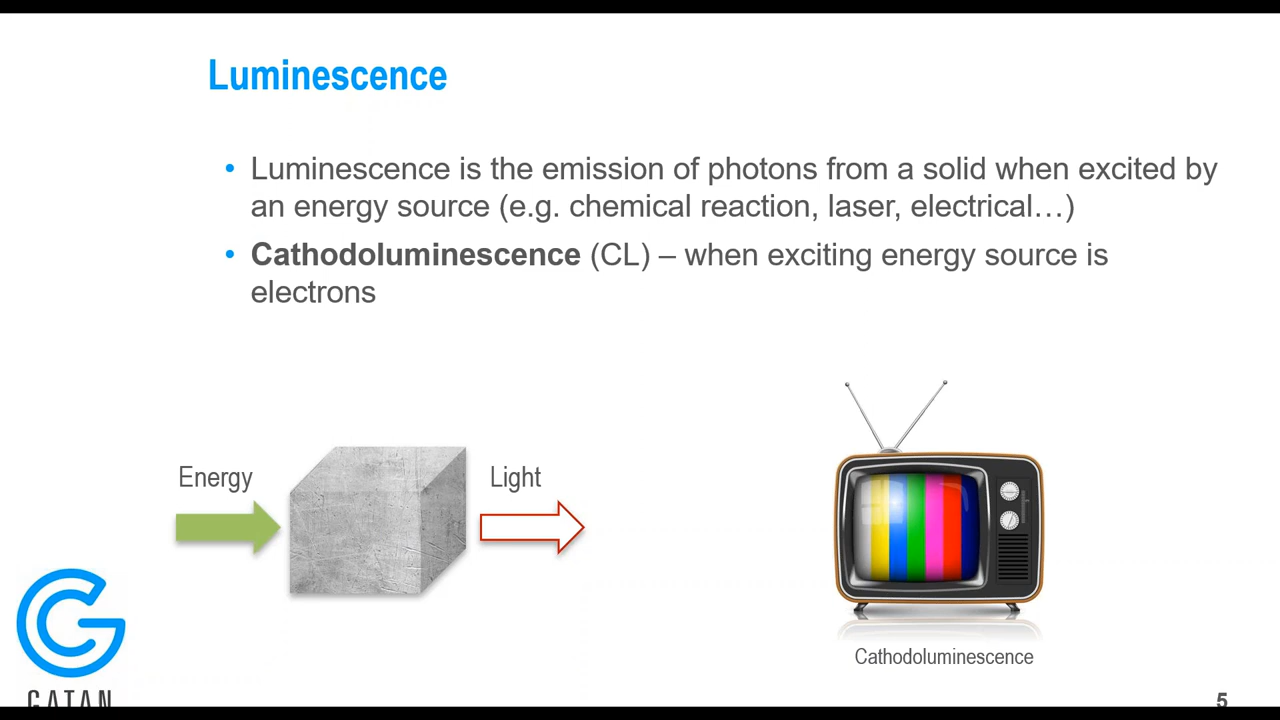 Luminescence
• Luminescence is the emission of photons from a solid when excited by
an energy source (e.g. chemical reaction, laser, electrical…)
• Cathodoluminescence (CL) – when exciting energy source is
electrons
Energy
Light
Cathodoluminescence
GATAN
5